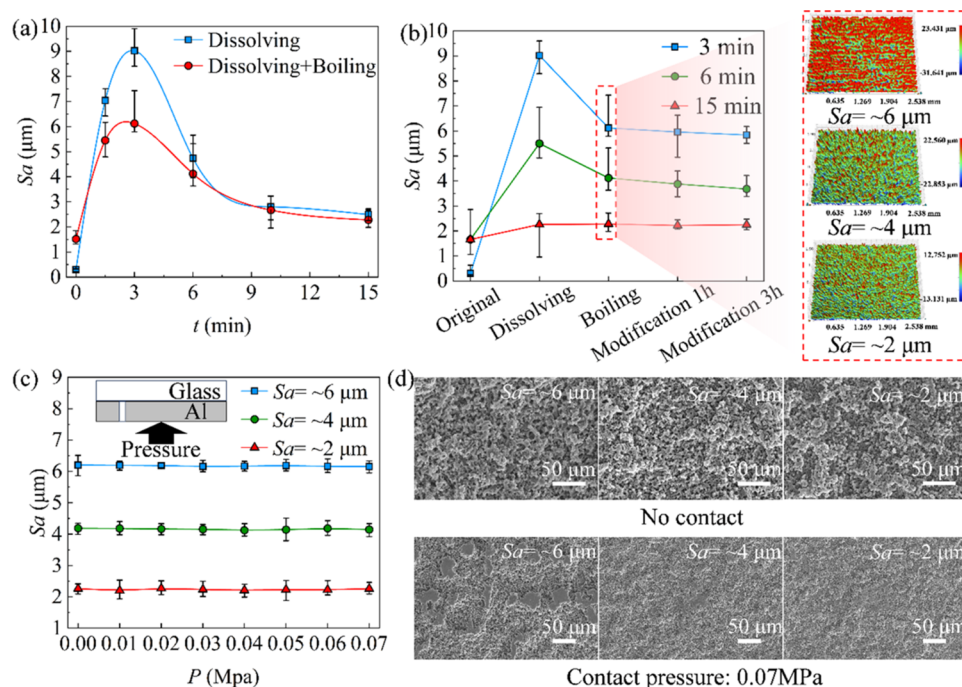 (a)
10
9
8
7
6
5
4
3
2
1
0
Sa (μm)
Dissolving
Dissolving+Boiling
0 3 6 9 12 15
t (min)
(b)
10
9
8
7
6
5
4
3
2
1
0
Sa (μm)
3 min
6 min
15 min
Original
Dissolving
Boiling
Modification 1h
Modification 3h
23.431 μm
-31.641 μm
0.635 1.269 1.904 2.538 mm
Sa= ~6 μm
22.560 μm
0.635 1.269 1.904 2.538 mm
Sa= ~4 μm
12.752 μm
-13.131 μm
0.635 1.269 1.904 2.538 mm
Sa= ~2 μm
(c)
9
8
7
6
5
4
3
2
1
Sa (μm)
Glass
Al
Pressure
Sa= ~6 μm
Sa= ~4 μm
Sa= ~2 μm
0.00 0.01 0.02 0.03 0.04 0.05 0.06 0.07
P (Mpa)
(d)
Sa= ~6 μm
Sa= ~4 μm
Sa= ~2 μm
50 μm
50 μm
50 μm
No contact
Sa= ~6 μm
Sa= ~4 μm
Sa= ~2 μm
50 μm
50 μm
50 μm
Contact pressure: 0.07MPa